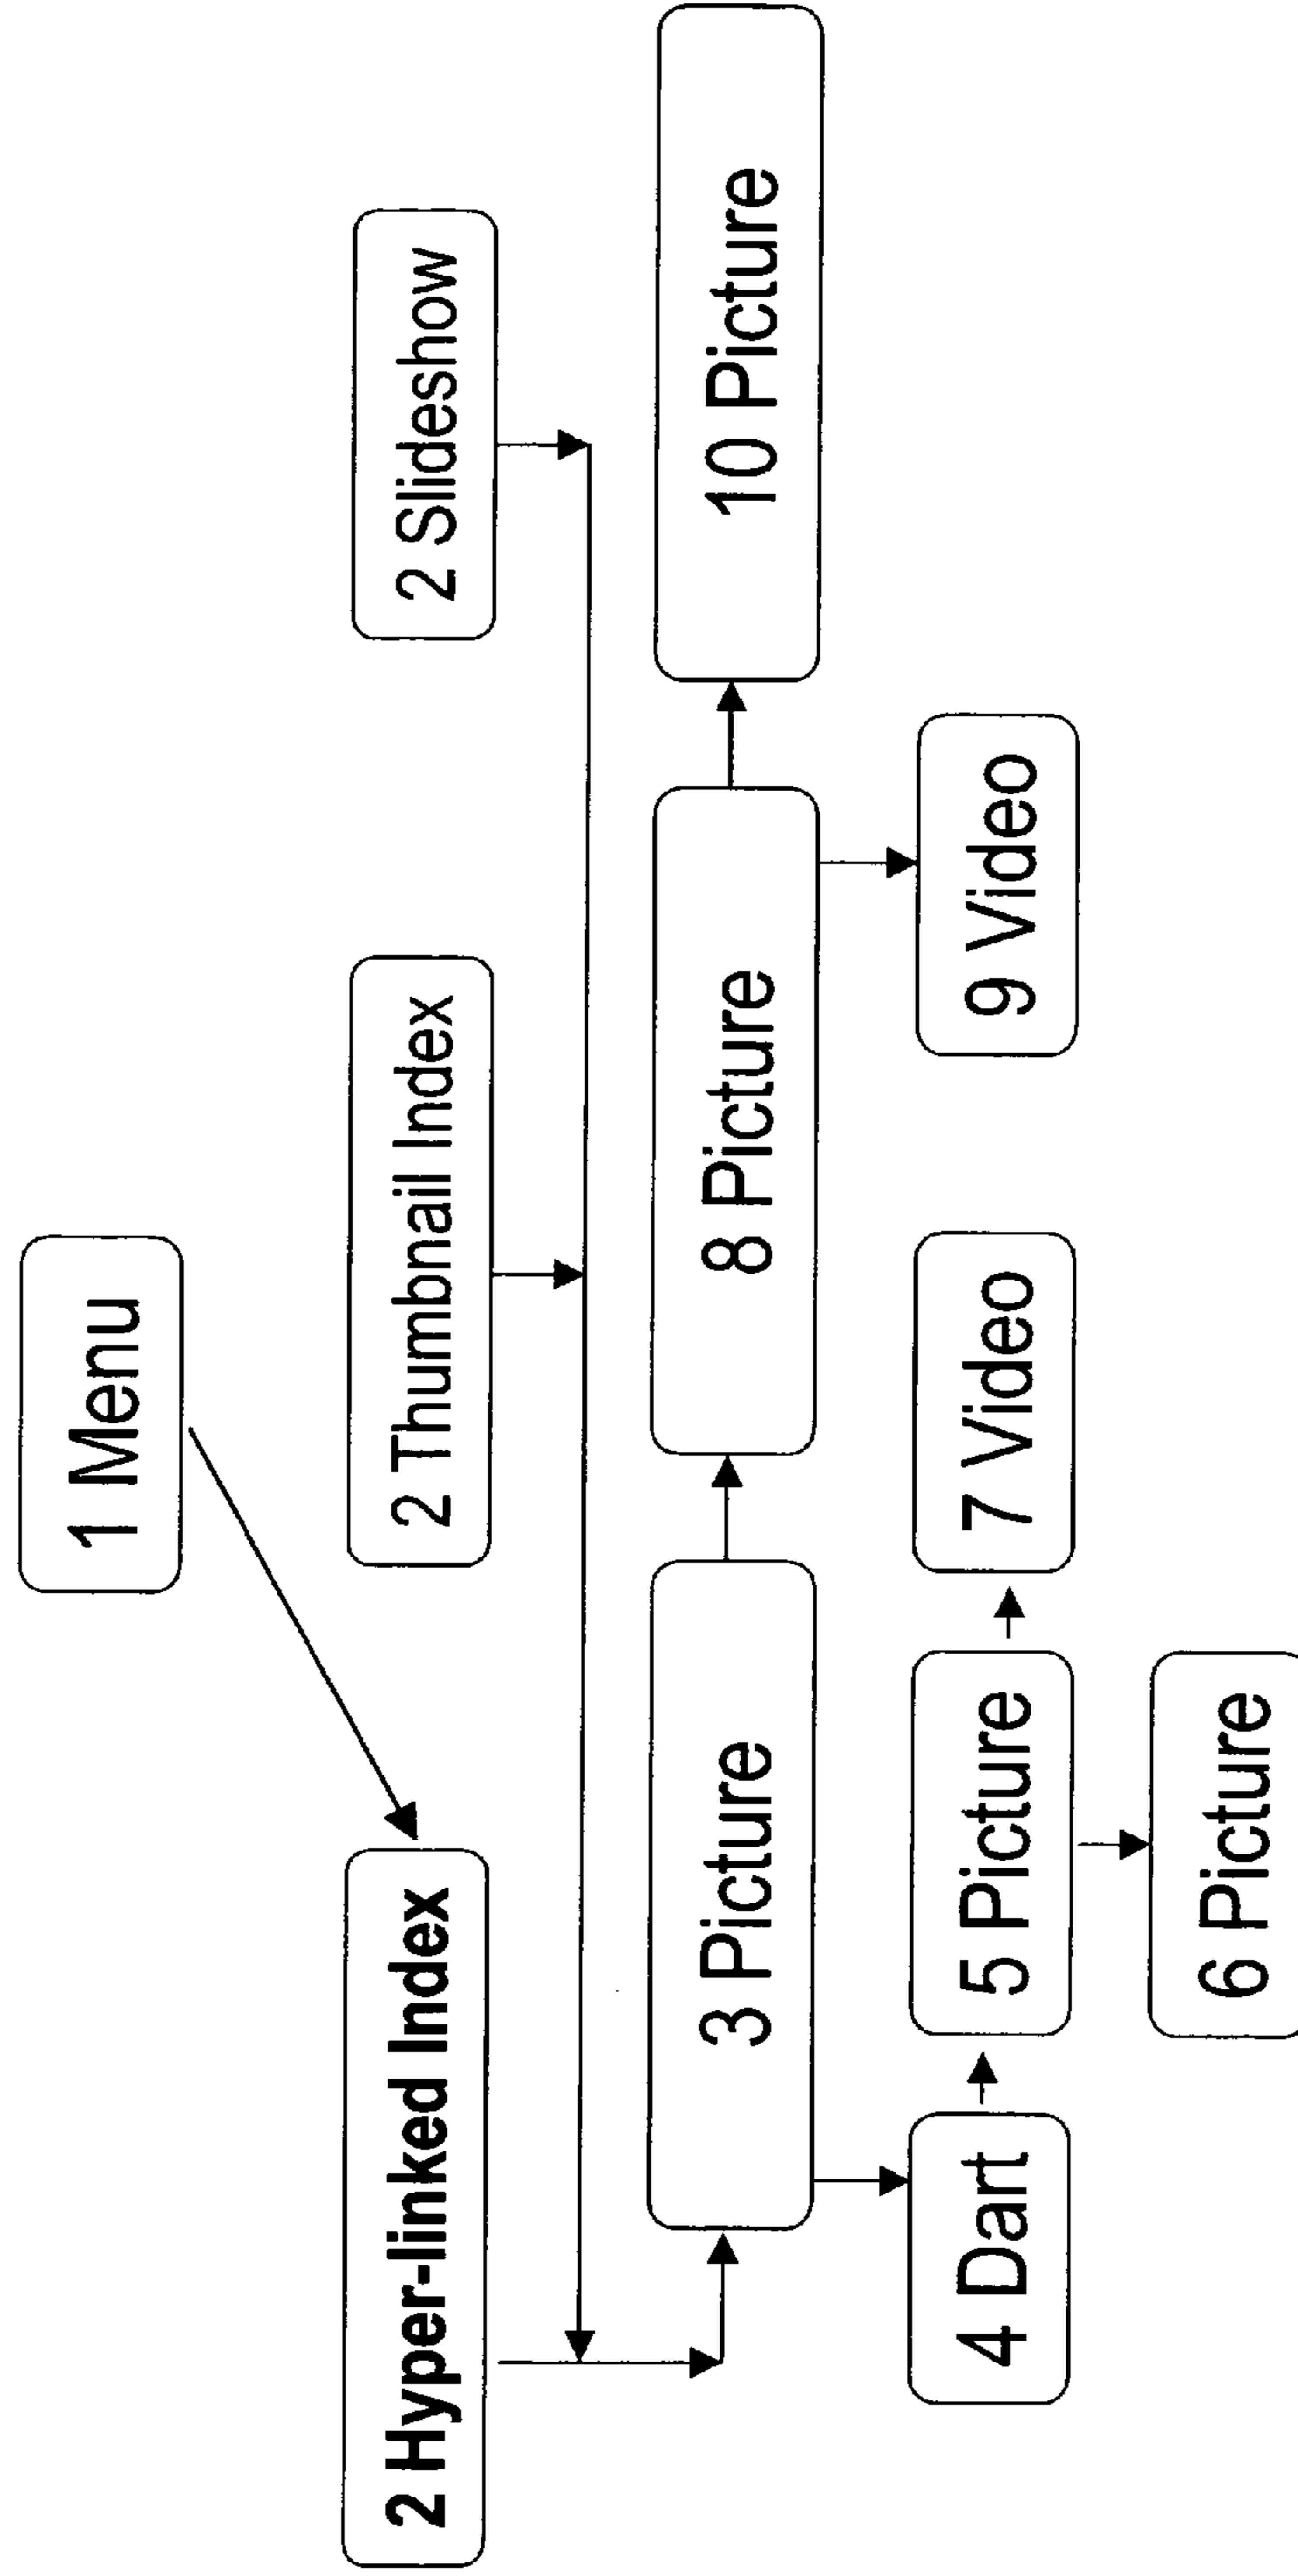 1 Menu
2 Hyper-linked Index
2 Thumbnail Index
2 Slideshow
3 Picture
8 Picture
10 Picture
4 Dart
5 Picture
7 Video
9 Video
6 Picture